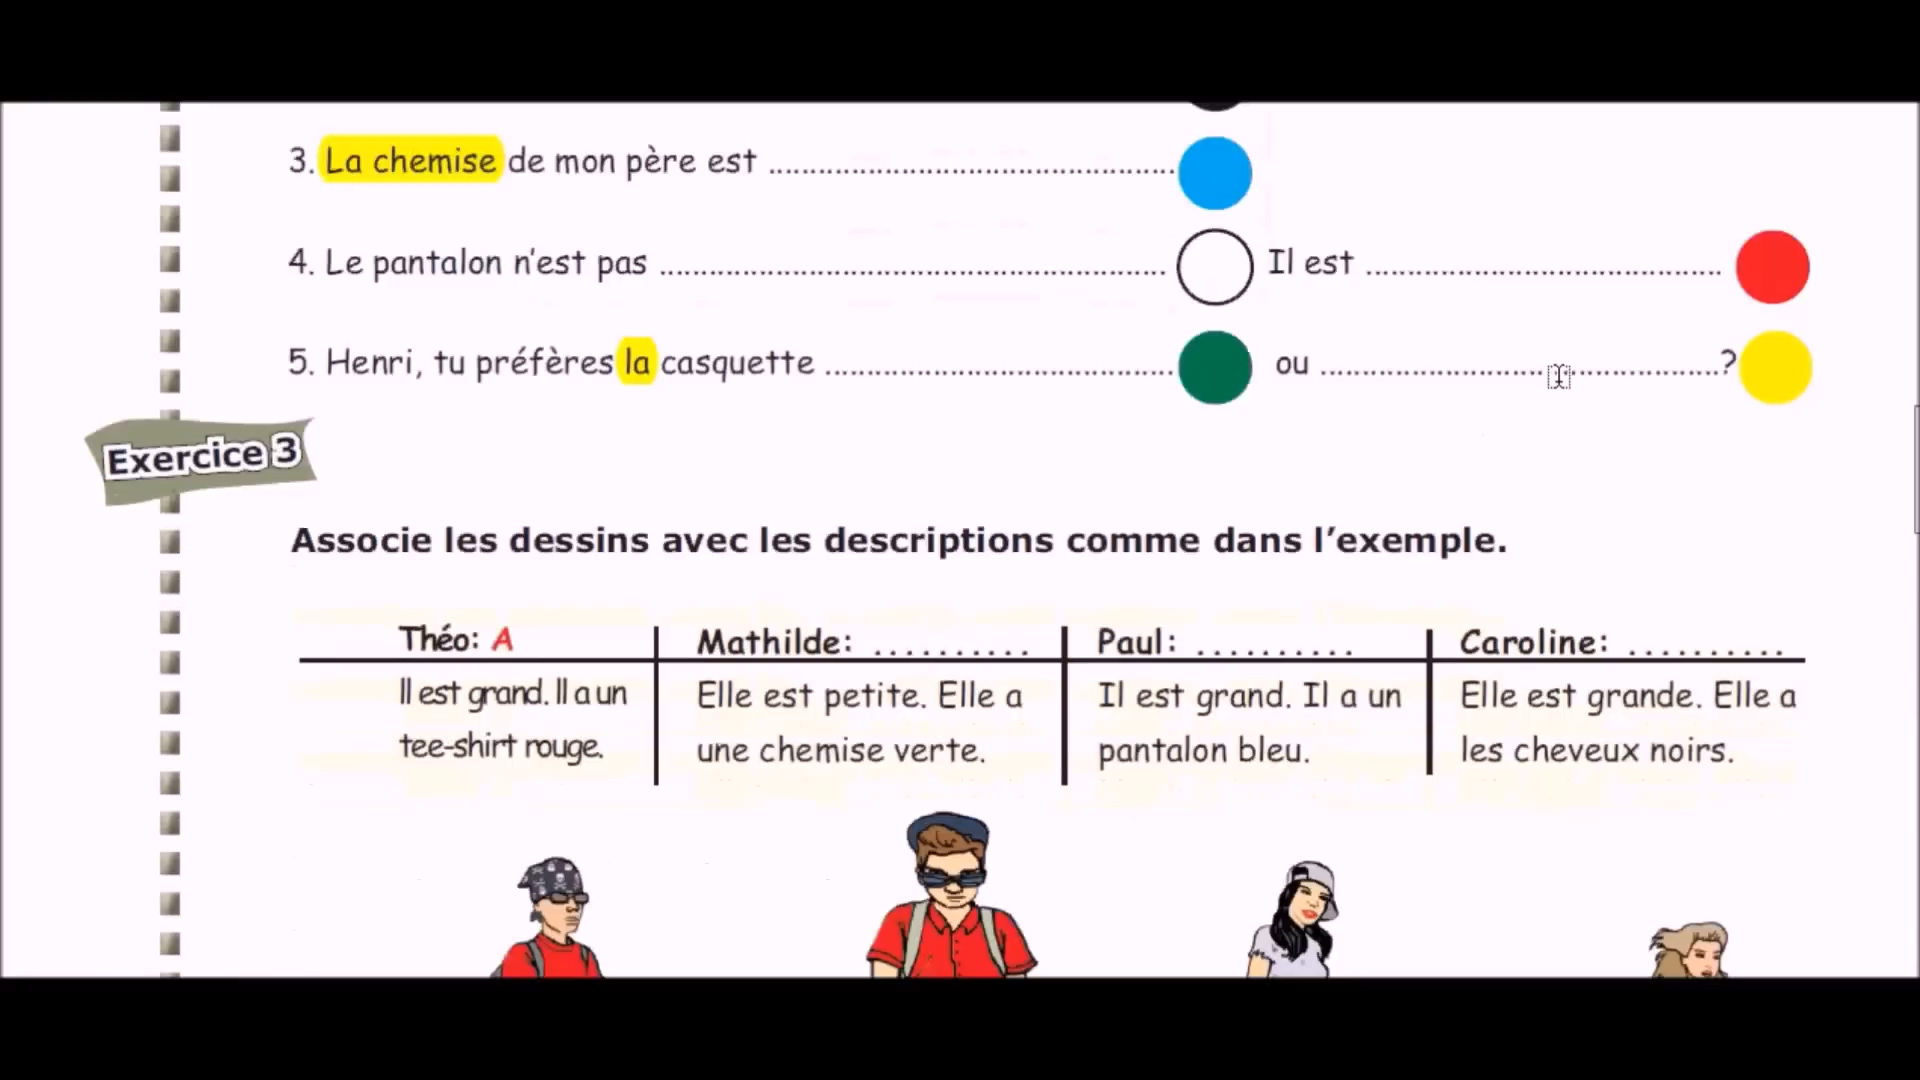 3. La chemise de mon père est ................................................
4. Le pantalon n'est pas ............................................................ Il est ..........................................
5. Henri, tu préfères la casquette .......................................... ou ................................................?
Exercice 3
Associe les dessins avec les descriptions comme dans l'exemple.
Théo: A
Il est grand. Il a un
tee-shirt rouge.
Mathilde: ..........
Elle est petite. Elle a
une chemise verte.
Paul: ..........
Il est grand. Il a un
pantalon bleu.
Caroline: ..........
Elle est grande. Elle a
les cheveux noirs.